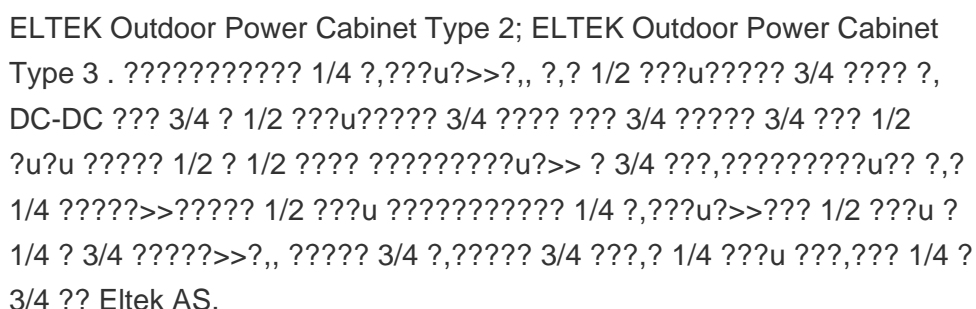 ELTEK Outdoor Power Cabinet Type 2; ELTEK Outdoor Power Cabinet
Type 3 . ??????????? 1/4 ?,???u?>>?,, ?,? 1/2 ???u????? 3/4 ???? ?,
DC-DC ??? 3/4 ? 1/2 ???u????? 3/4 ???? ??? 3/4 ????? 3/4 ??? 1/2
?u?u ????? 1/2 ? 1/2 ???? ?????????u?>> ? 3/4 ???,?????????u?? ?,?
1/4 ?????>>????? 1/2 ???u ??????????? 1/4 ?,???u?>>??? 1/2 ???u ?
1/4 ? 3/4 ?????>>?,, ????? 3/4 ?,????? 3/4 ???,? 1/4 ???u ???,??? 1/4 ?
3/4 ?? Eltek AS.